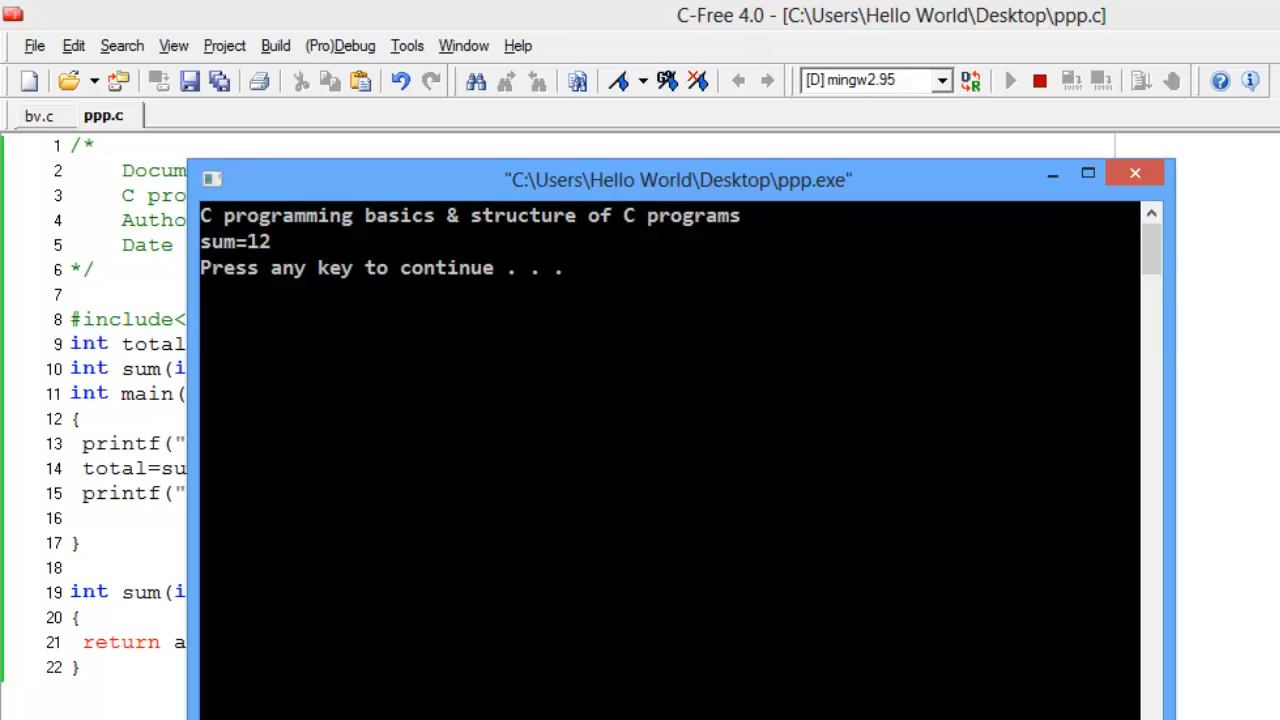 C-Free 4.0 - [C:\Users\Hello World\Desktop\ppp.c]
File Edit Search View Project Build (Pro)Debug Tools Window Help
[D] mingw2.95
bv.c ppp.c
1 /*
2 Docum
3 C pro
4 Autho
5 Date
6 */
7
8 #include<
9 int total
10 int sum(i
11 int main(
12 {
13 printf("
14 total=su
15 printf("
16
17 }
18
19 int sum(i
20 {
21 return a
22 }
"C:\Users\Hello World\Desktop\ppp.exe"
C programming basics & structure of C programs
sum=12
Press any key to continue . . .